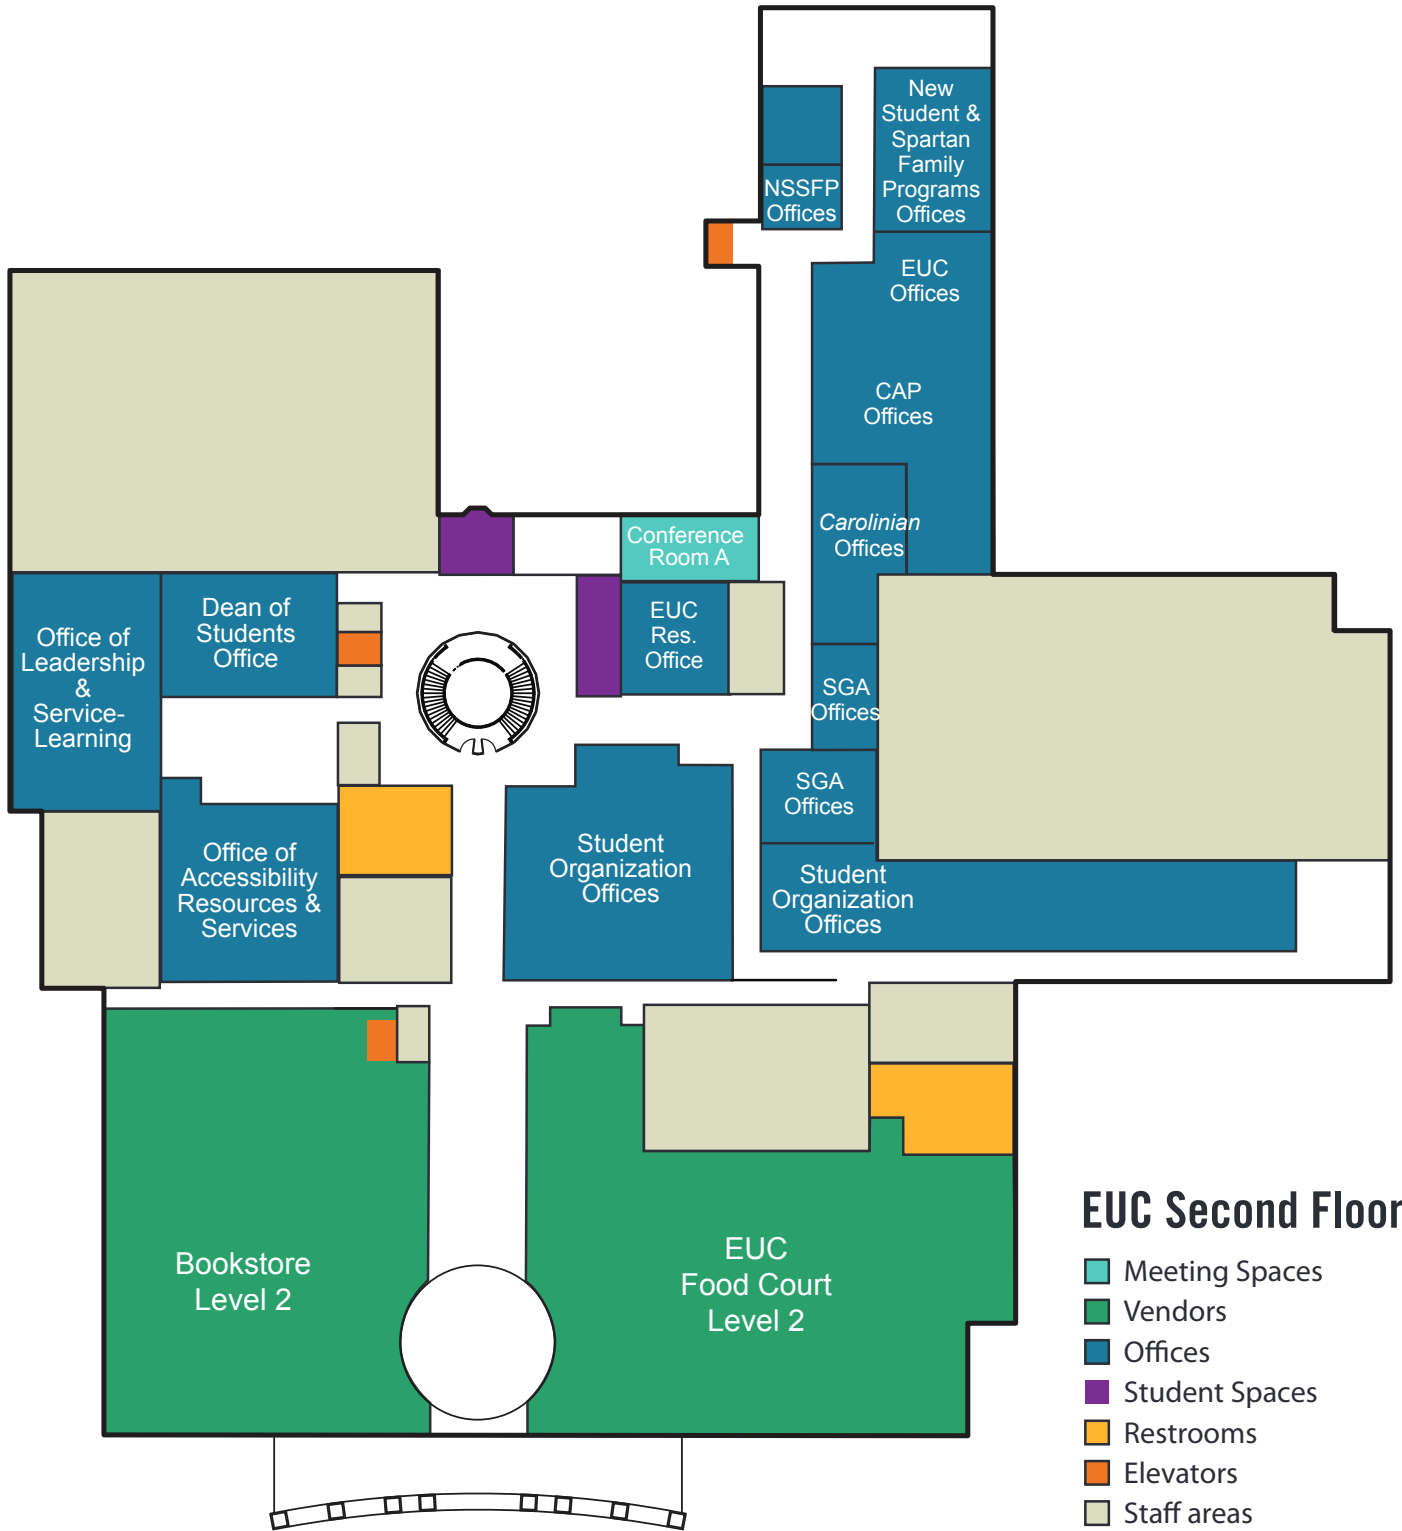 New
Student &
Spartan
Family
Programs
Offices
NSSFP
Offices
EUC
Offices
CAP
Offices
Carolinian
Offices
Conference
Room A
EUC
Res.
Office
Dean of
Students
Office
Office of
Leadership
&
Service-
Learning
SGA
Offices
SGA
Offices
Student
Organization
Offices
Student
Organization
Offices
Office of
Accessibility
Resources &
Services
Bookstore
Level 2
EUC
Food Court
Level 2
EUC Second Floor
Meeting Spaces
Vendors
Offices
Student Spaces
Restrooms
Elevators
Staff areas